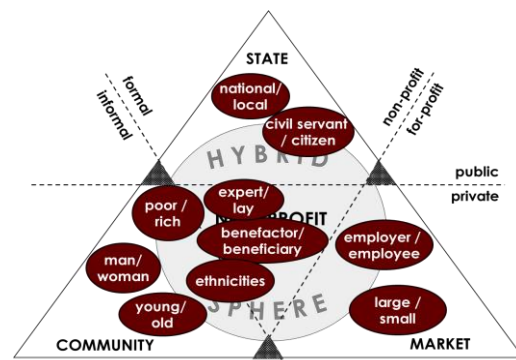 STATE
formal
informal
non-profit
for-profit
national/
local
civil servant
/ citizen
HYBRID
public
private
expert/
lay
poor /
rich
PROFIT
benefactor/
beneficiary
employer /
employee
man/
woman
ethnicities
young/
old
SPHERE
large /
small
COMMUNITY
MARKET